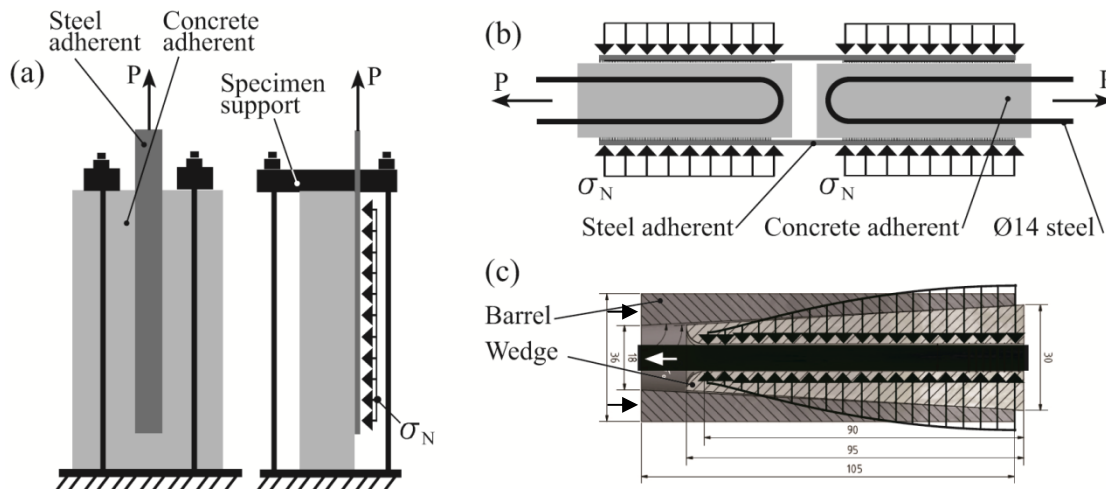 Steel
adherent
Concrete
adherent
(a)
P
P
Specimen
support
σN
(b)
P
P
σN
σN
Steel adherent
Concrete adherent
Ø14 steel
(c)
Barrel
Wedge
36
18
30
90
95
105